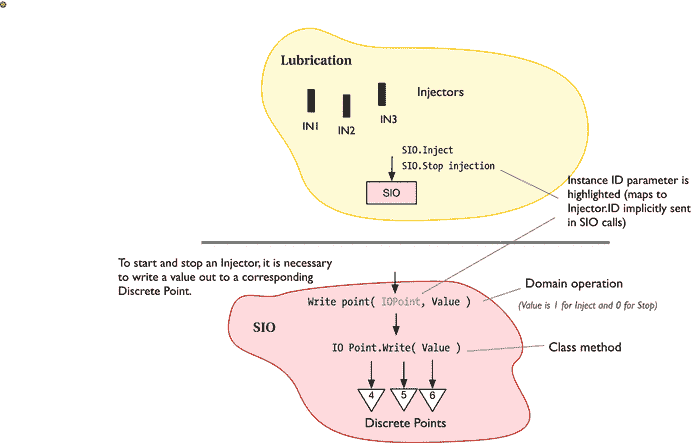 Lubrication
Injectors
IN1
IN2
IN3
SIO.Inject
SIO.Stop injection
SIO
Instance ID parameter is
highlighted (maps to
Injector.ID implicitly sent
in SIO calls)
To start and stop an Injector, it is necessary
to write a value out to a corresponding
Discrete Point.
Write point( IOPoint, Value )
Domain operation
(Value is 1 for Inject and 0 for Stop)
SIO
IO Point.Write( Value )
Class method
4
5
6
Discrete Points